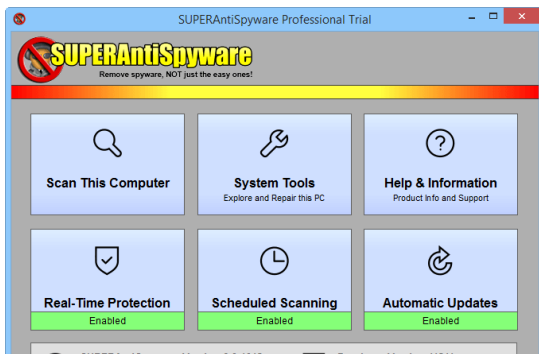 SUPERAntiSpyware Professional Trial
SUPERAntiSpyware
Remove spyware, NOT just the easy ones!
Scan This Computer
System Tools
Explore and Repair this PC
Help & Information
Product Info and Support
Real-Time Protection
Enabled
Scheduled Scanning
Enabled
Automatic Updates
Enabled